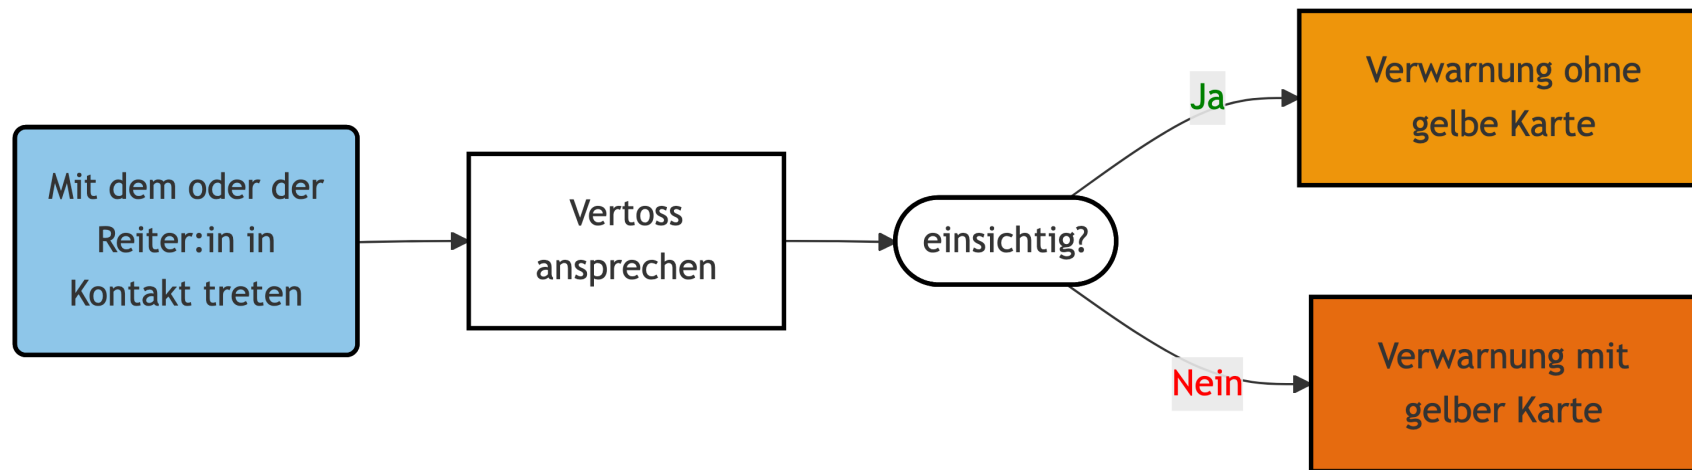 Mit dem oder der
Reiter:in in
Kontakt treten
Vertoss
ansprechen
einsichtig?
Ja
Verwarnung ohne
gelbe Karte
Nein
Verwarnung mit
gelber Karte